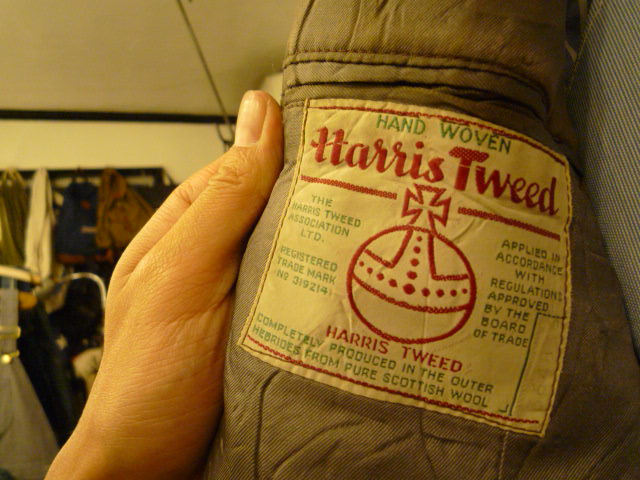 HAND WOVEN
Harris Tweed
THE
HARRIS TWEED
ASSOCIATION
LTD.
REGISTERED
TRADE MARK
No 319214
APPLIED IN
ACCORDANCE
WITH
REGULATIONS
APPROVED
BY THE
BOARD
OF TRADE
HARRIS TWEED
COMPLETELY PRODUCED IN THE OUTER
HEBRIDES FROM PURE SCOTTISH WOOL